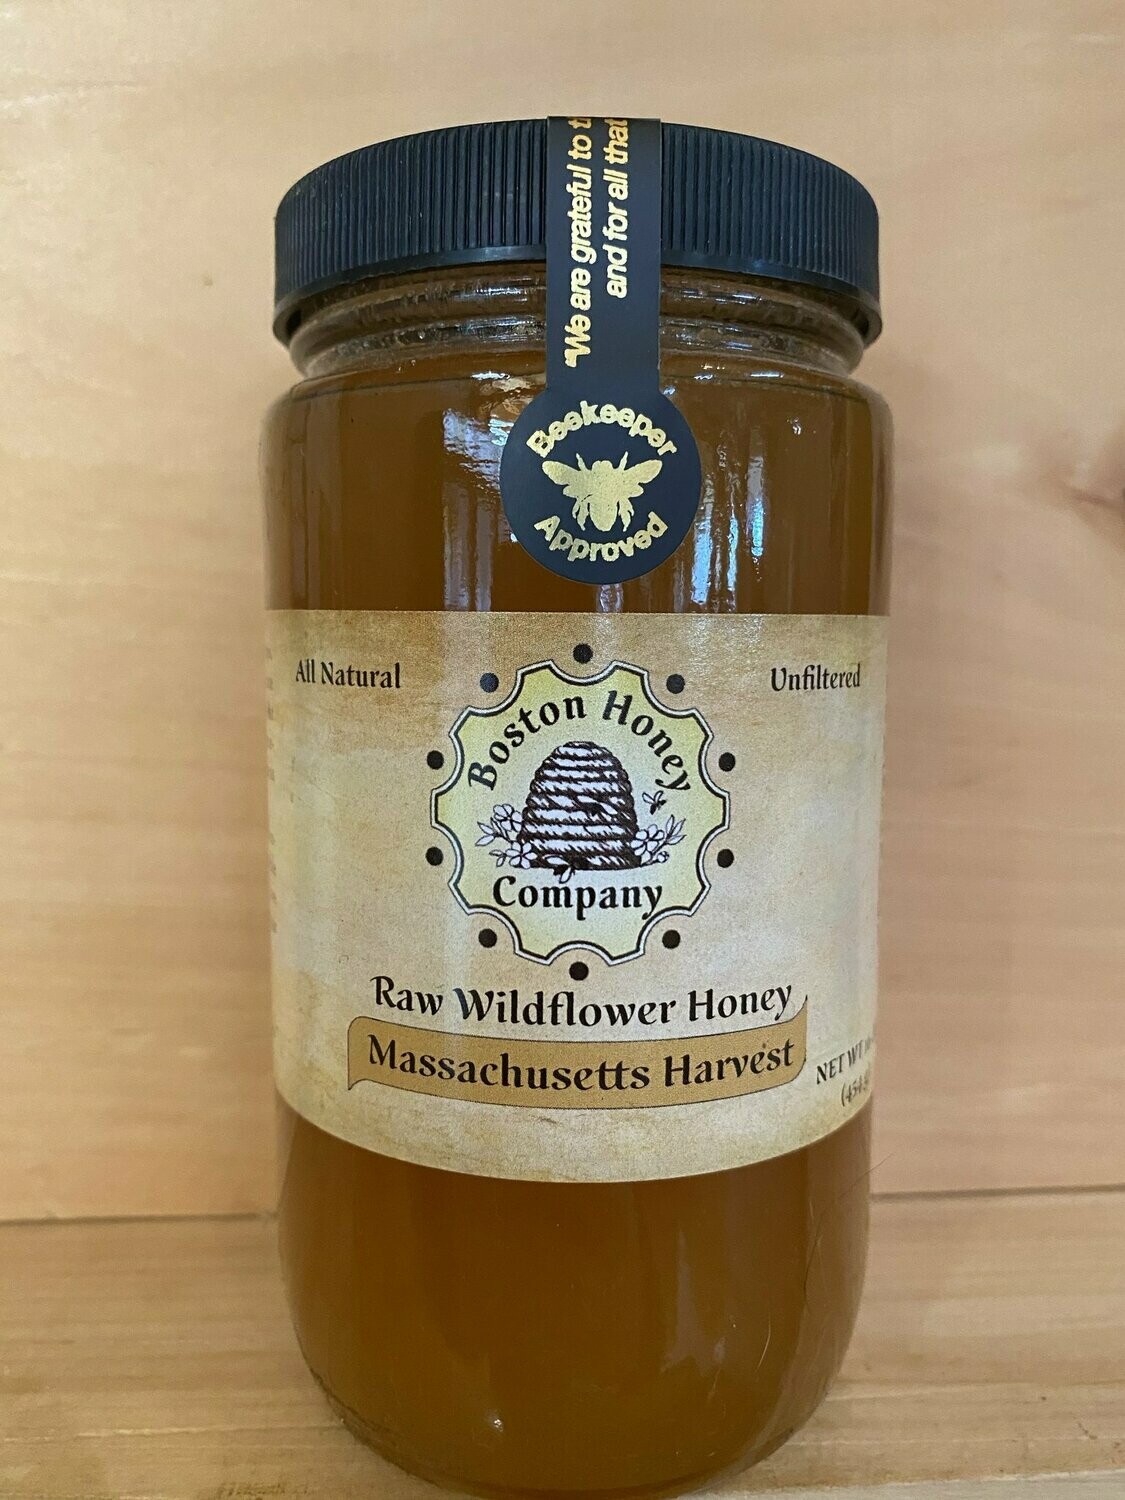 "We are grateful to
and for all that
Beekeeper
Approved
All Natural
Unfiltered
Boston Honey
Company
Raw Wildflower Honey
Massachusetts Harvest
NET WT
(454 g